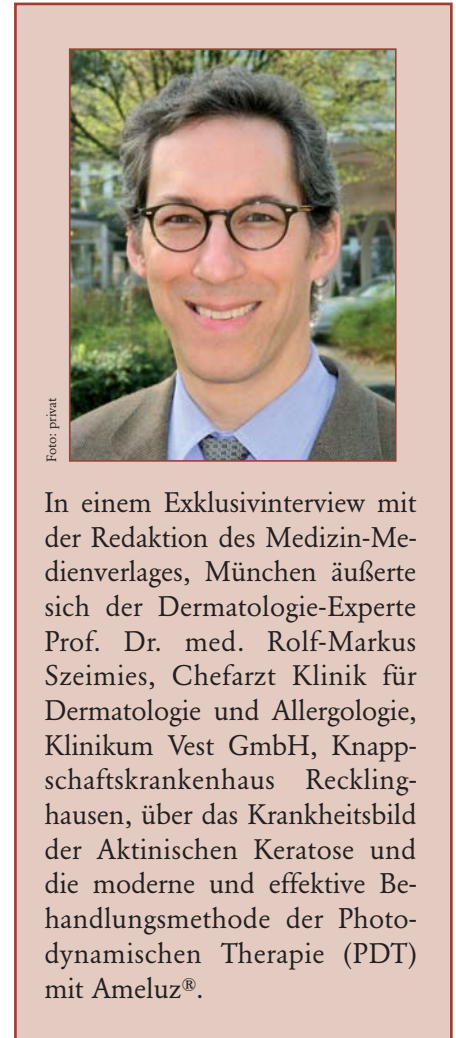 Foto: privat
In einem Exklusivinterview mit
der Redaktion des Medizin-Me-
dienverlages, München äußerte
sich der Dermatologie-Experte
Prof. Dr. med. Rolf-Markus
Szeimies, Chefarzt Klinik für
Dermatologie und Allergologie,
Klinikum Vest GmbH, Knapp-
schaftskrankenhaus Reckling-
hausen, über das Krankheitsbild
der Aktinischen Keratose und
die moderne und effektive Be-
handlungsmethode der Photo-
dynamischen Therapie (PDT)
mit Ameluz®.